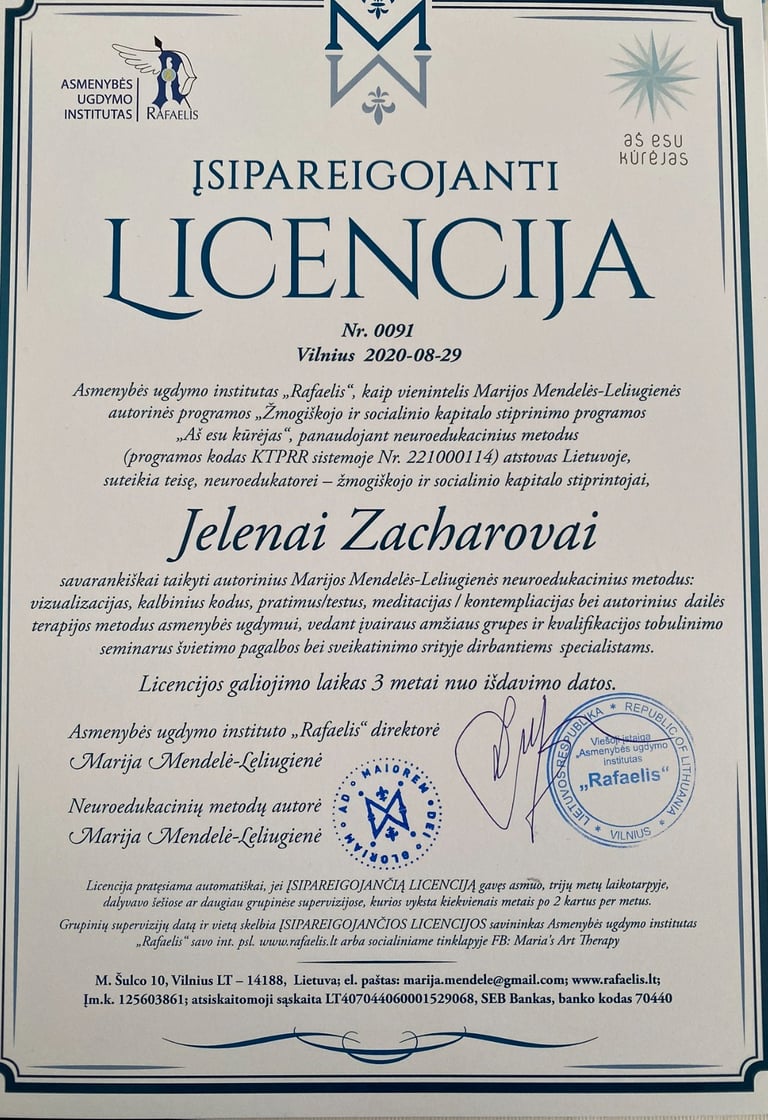 ASMENYBĖS
UGDYMO
INSTITUTAS
RAFAELIS
aš esu
kūrėjas
ĮSIPAREIGOJANTI
LICENCIJA
Nr. 0091
Vilnius 2020-08-29
Asmenybės ugdymo institutas „Rafaelis“, kaip vienintelis Marijos Mendelės-Leliugienės
autorinės programos „Žmogiškojo ir socialinio kapitalo stiprinimo programos
„Aš esu kūrėjas“, panaudojant neuroedukacinius metodus
(programos kodas KTPRR sistemoje Nr. 221000114) atstovas Lietuvoje,
suteikia teisę, neuroedukatorei – žmogiškojo ir socialinio kapitalo stiprintojai,
Jelenai Zacharovai
savarankiškai taikyti autorinius Marijos Mendelės-Leliugienės neuroedukacinius metodus:
vizualizacijas, kalbinius kodus, pratimus/testus, meditacijas / kontempliacijas bei autorinius dailės
terapijos metodus asmenybės ugdymui, vedant įvairaus amžiaus grupes ir kvalifikacijos tobulinimo
seminarus švietimo pagalbos bei sveikatinimo srityje dirbantiems specialistams.
Licencijos galiojimo laikas 3 metai nuo išdavimo datos.
Asmenybės ugdymo instituto „Rafaelis“ direktorė
Marija Mendelė-Leliugienė
Neuroedukacinių metodų autorė
Marija Mendelė-Leliugienė
AD MAIOREM DEI GLORIAM
LIETUVOS RESPUBLIKA * REPUBLIC OF LITHUANIA * VILNIUS *
Viešoji įstaiga
„Asmenybės ugdymo
institutas
„Rafaelis“
Licencija pratęsiama automatiškai, jei ĮSIPAREIGOJANČIĄ LICENCIJĄ gavęs asmuo, trijų metų laikotarpyje,
dalyvavo šešiose ar daugiau grupinėse supervizijose, kurios vyksta kiekvienais metais po 2 kartus per metus.
Grupinių supervizijų datą ir vietą skelbia ĮSIPAREIGOJANČIOS LICENCIJOS savininkas Asmenybės ugdymo institutas
„Rafaelis“ savo int. psl. www.rafaelis.lt arba socialiniame tinklapyje FB: Maria's Art Therapy
M. Šulco 10, Vilnius LT – 14188, Lietuva; el. paštas: marija.mendele@gmail.com; www.rafaelis.lt;
Įm.k. 125603861; atsiskaitomoji sąskaita LT407044060001529068, SEB Bankas, banko kodas 70440